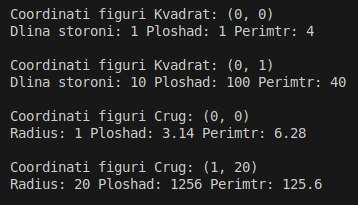 Coordinati figuri Kvadrat: (0, 0)
Dlina storoni: 1 Ploshad: 1 Perimtr: 4
Coordinati figuri Kvadrat: (0, 1)
Dlina storoni: 10 Ploshad: 100 Perimtr: 40
Coordinati figuri Crug: (0, 0)
Radius: 1 Ploshad: 3.14 Perimtr: 6.28
Coordinati figuri Crug: (1, 20)
Radius: 20 Ploshad: 1256 Perimtr: 125.6